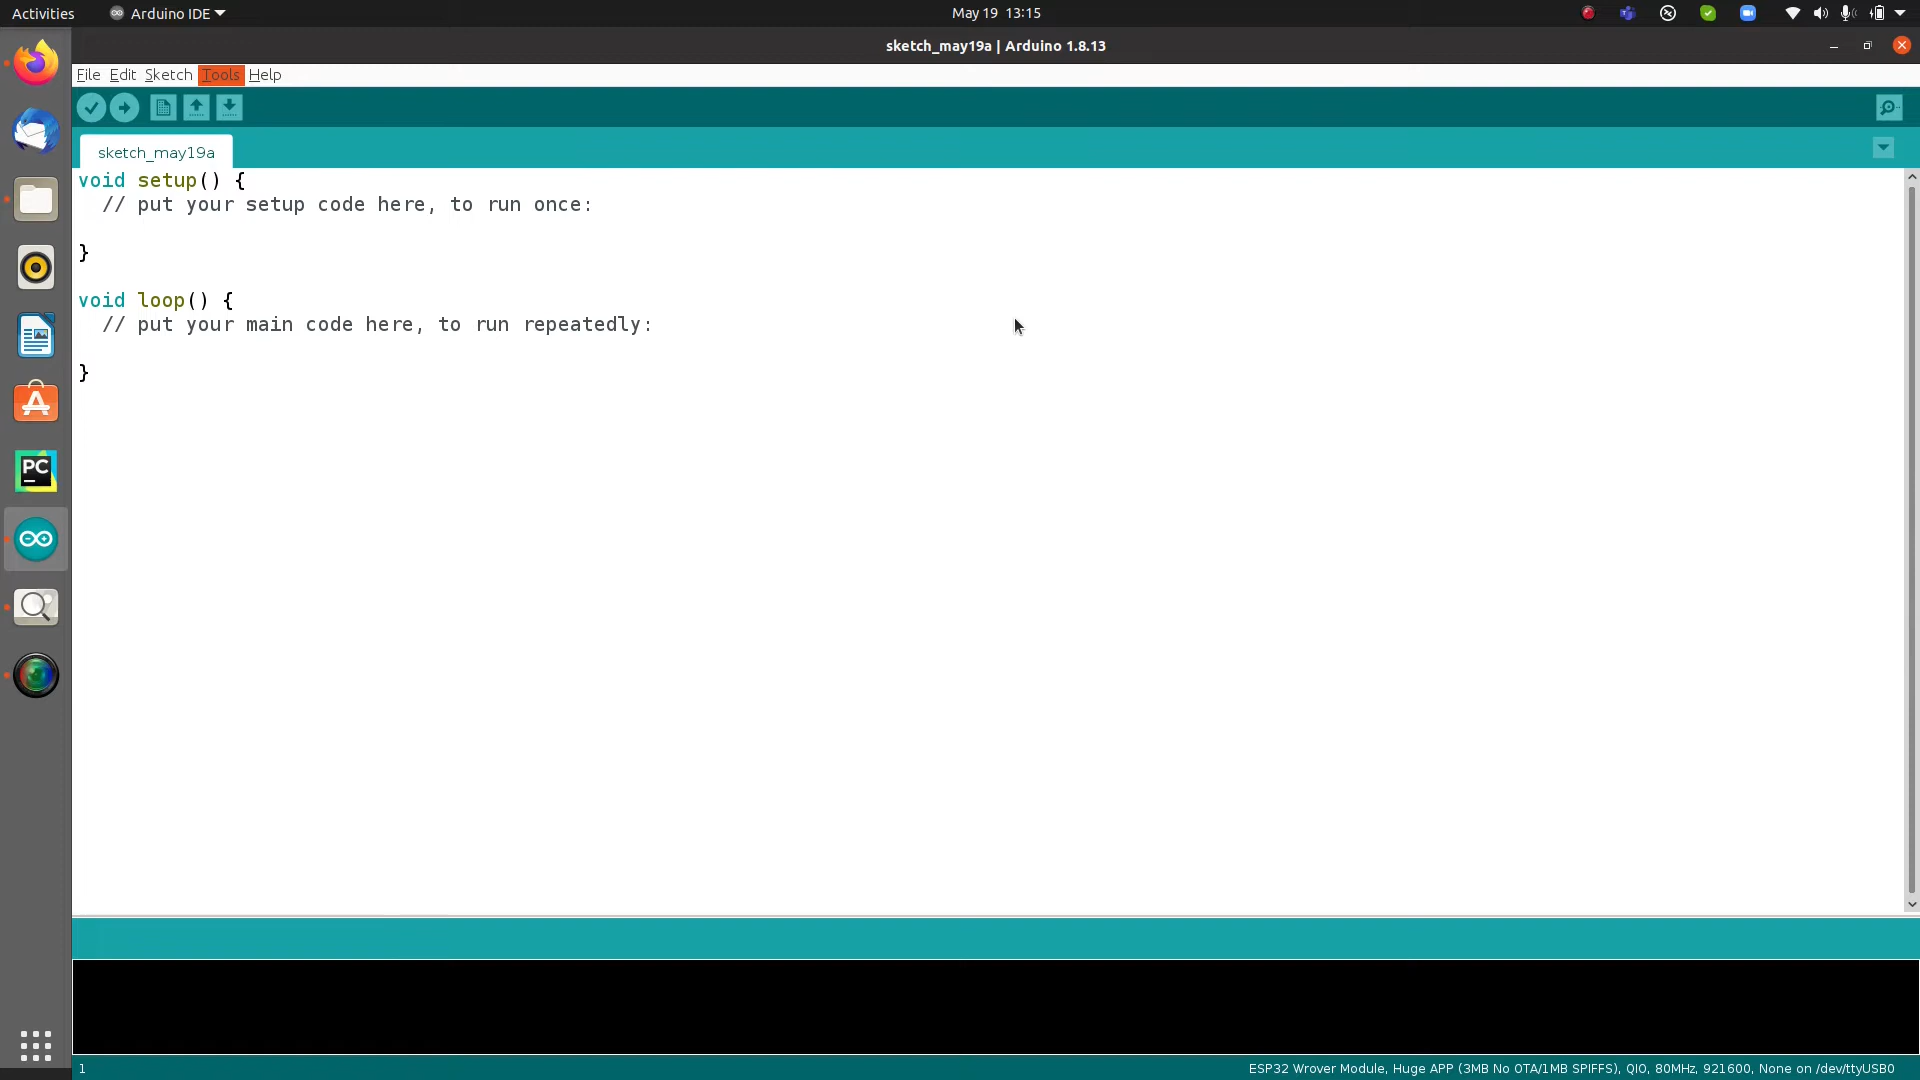 Activities
Arduino IDE
May 19 13:15
sketch_may19a | Arduino 1.8.13
File Edit Sketch Tools Help
sketch_may19a
void setup() {
// put your setup code here, to run once:
}
void loop() {
// put your main code here, to run repeatedly:
}
PC
1
ESP32 Wrover Module, Huge APP (3MB No OTA/1MB SPIFFS), QIO, 80MHz, 921600, None on /dev/ttyUSB0